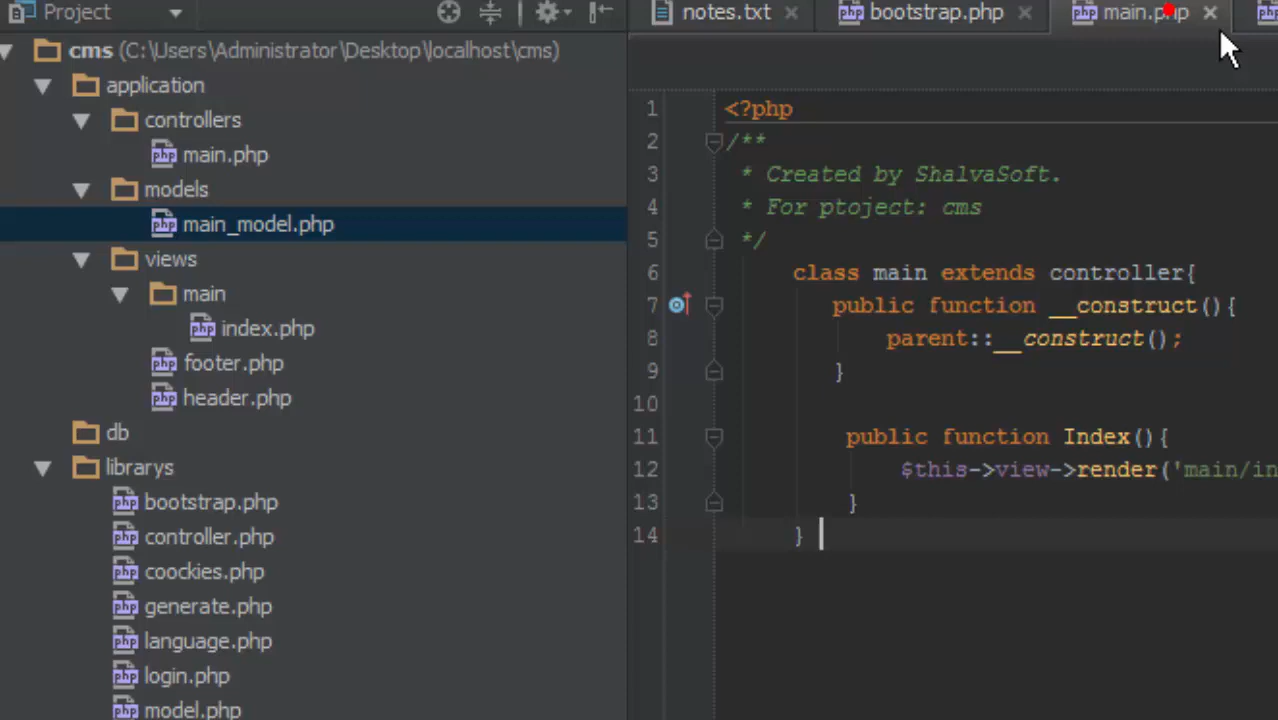 Project
notes.txt
bootstrap.php
main.php
cms (C:\Users\Administrator\Desktop\localhost\cms)
application
controllers
main.php
models
main_model.php
views
main
index.php
footer.php
header.php
db
librarys
bootstrap.php
controller.php
coockies.php
generate.php
language.php
login.php
model.php
1 <?php
2 /**
3 * Created by ShalvaSoft.
4 * For ptoject: cms
5 */
6 class main extends controller{
7 public function __construct(){
8 parent::__construct();
9 }
10
11 public function Index(){
12 $this->view->render('main/in
13 }
14 }